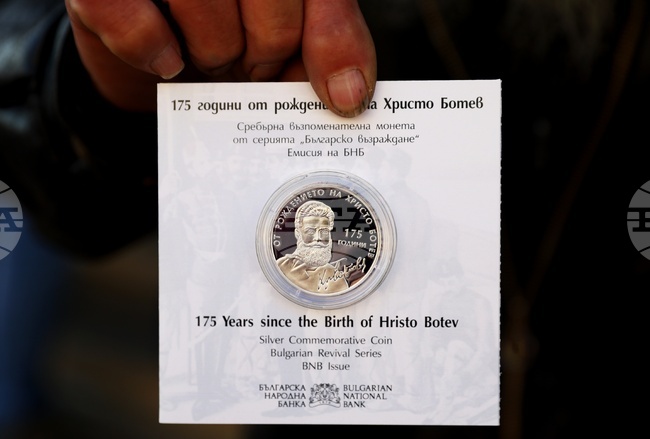 175 години от рождени на Христо Ботев
Сребърна възпоменателна монета
от серията „Българско възраждане“
Емисия на БНБ
ОТ РОЖДЕНИЕТО НА ХРИСТО БОТЕВ
175
ГОДИНИ
175 Years since the Birth of Hristo Botev
Silver Commemorative Coin
Bulgarian Revival Series
BNB Issue
БЪЛГАРСКА
НАРОДНА
БАНКА
BULGARIAN
NATIONAL
BANK